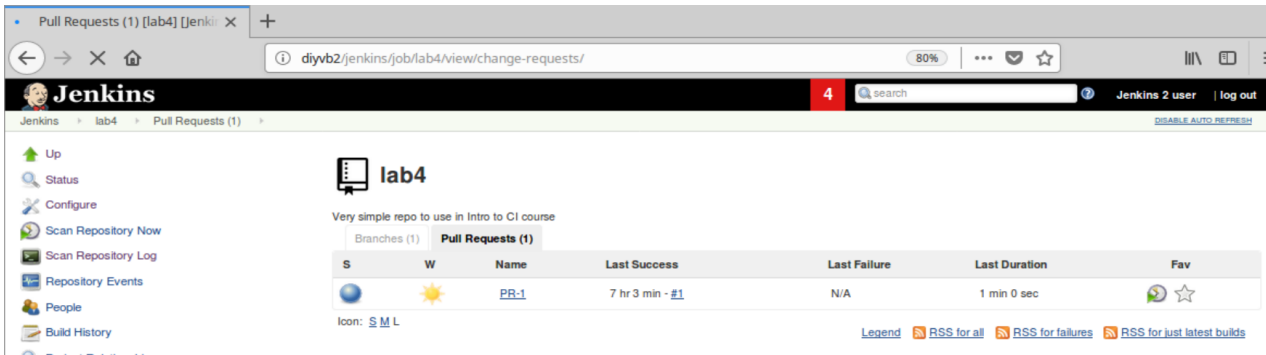 Pull Requests (1) [lab4] [Jenki
diyvb2/jenkins/job/lab4/view/change-requests/ 80%
Jenkins 4 search Jenkins 2 user | log out
Jenkins lab4 Pull Requests (1) DISABLE AUTO REFRESH
Up
Status
Configure
Scan Repository Now
Scan Repository Log
Repository Events
People
Build History
lab4
Very simple repo to use in Intro to CI course
Branches (1) Pull Requests (1)
S W Name Last Success Last Failure Last Duration Fav
PR-1 7 hr 3 min - #1 N/A 1 min 0 sec
Icon: S M L
Legend RSS for all RSS for failures RSS for just latest builds